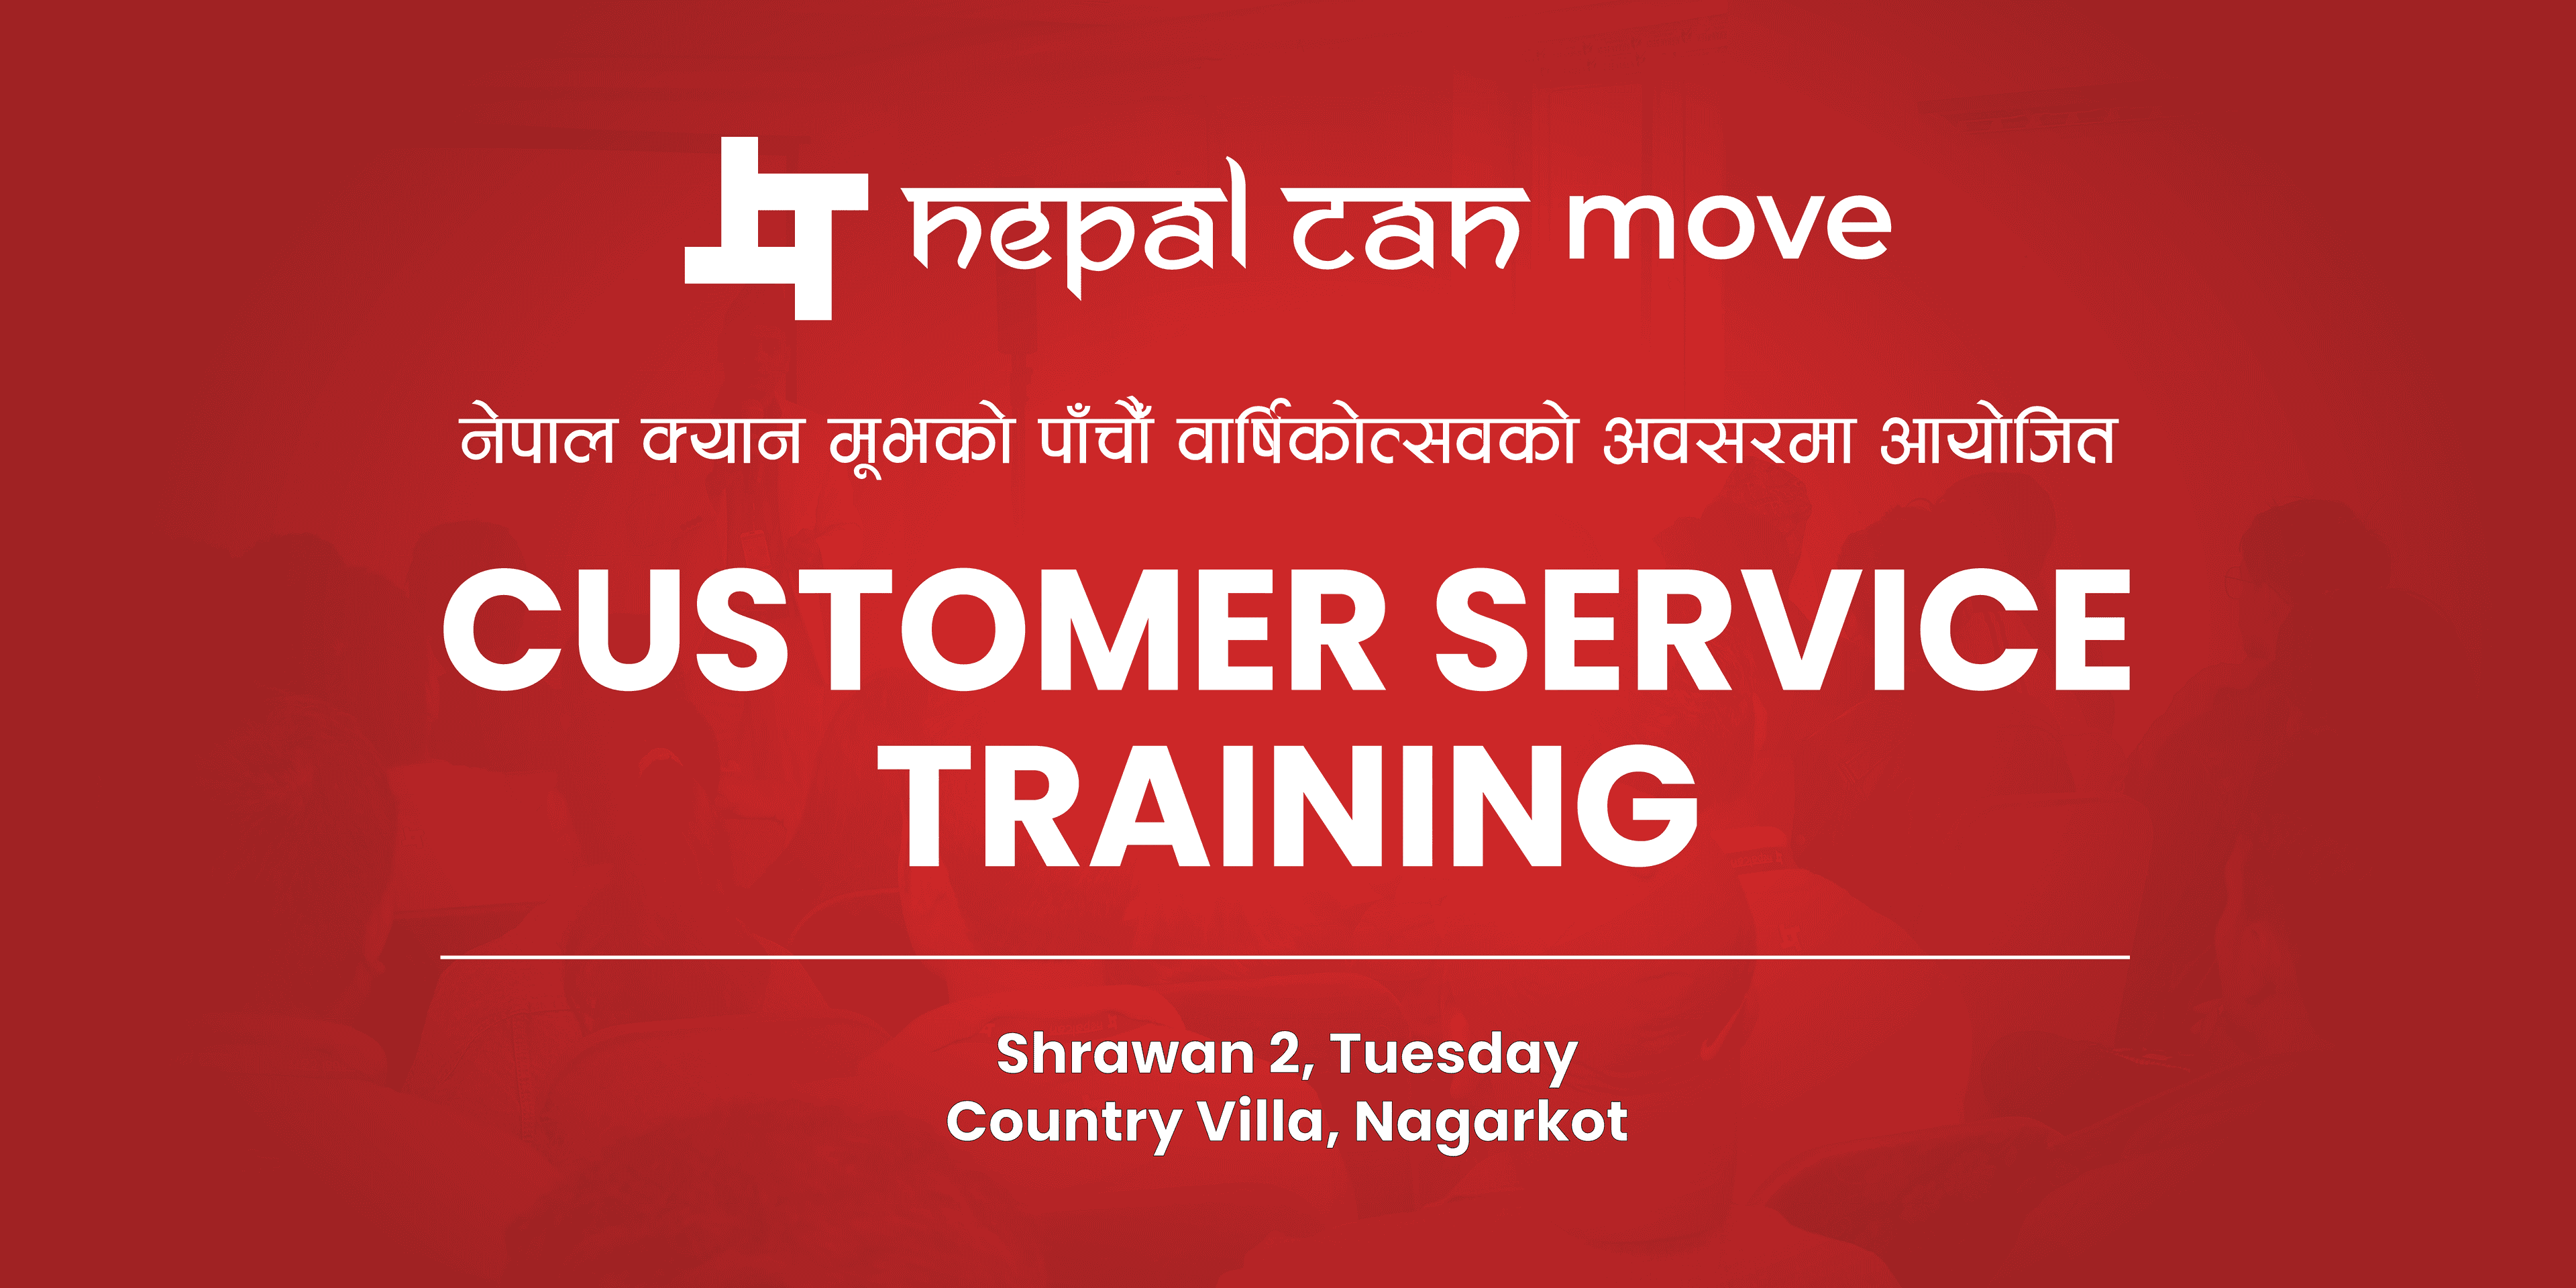 nepal can move
नेपाल क्यान मूभको पाँचौँ वार्षिकोत्सवको अवसरमा आयोजित
CUSTOMER SERVICE
TRAINING
Shrawan 2, Tuesday
Country Villa, Nagarkot